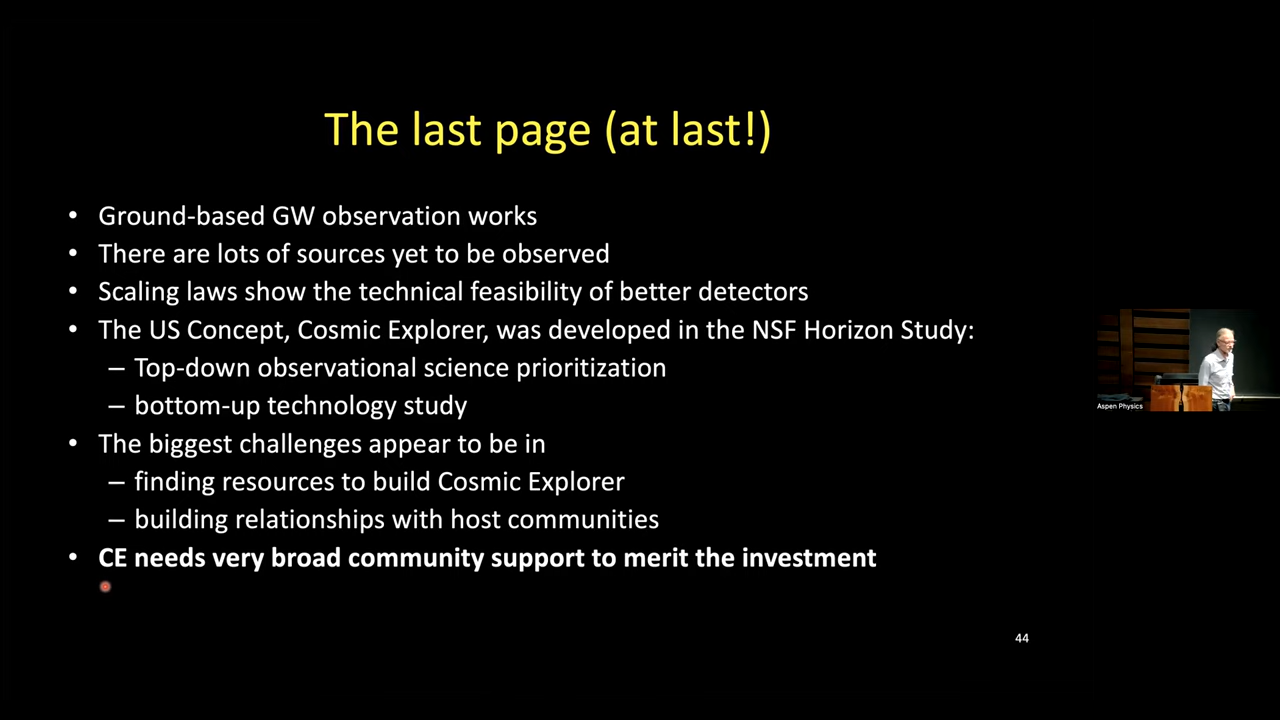 The last page (at last!)
• Ground-based GW observation works
• There are lots of sources yet to be observed
• Scaling laws show the technical feasibility of better detectors
• The US Concept, Cosmic Explorer, was developed in the NSF Horizon Study:
– Top-down observational science prioritization
– bottom-up technology study
• The biggest challenges appear to be in
– finding resources to build Cosmic Explorer
– building relationships with host communities
• CE needs very broad community support to merit the investment
Aspen Physics
44